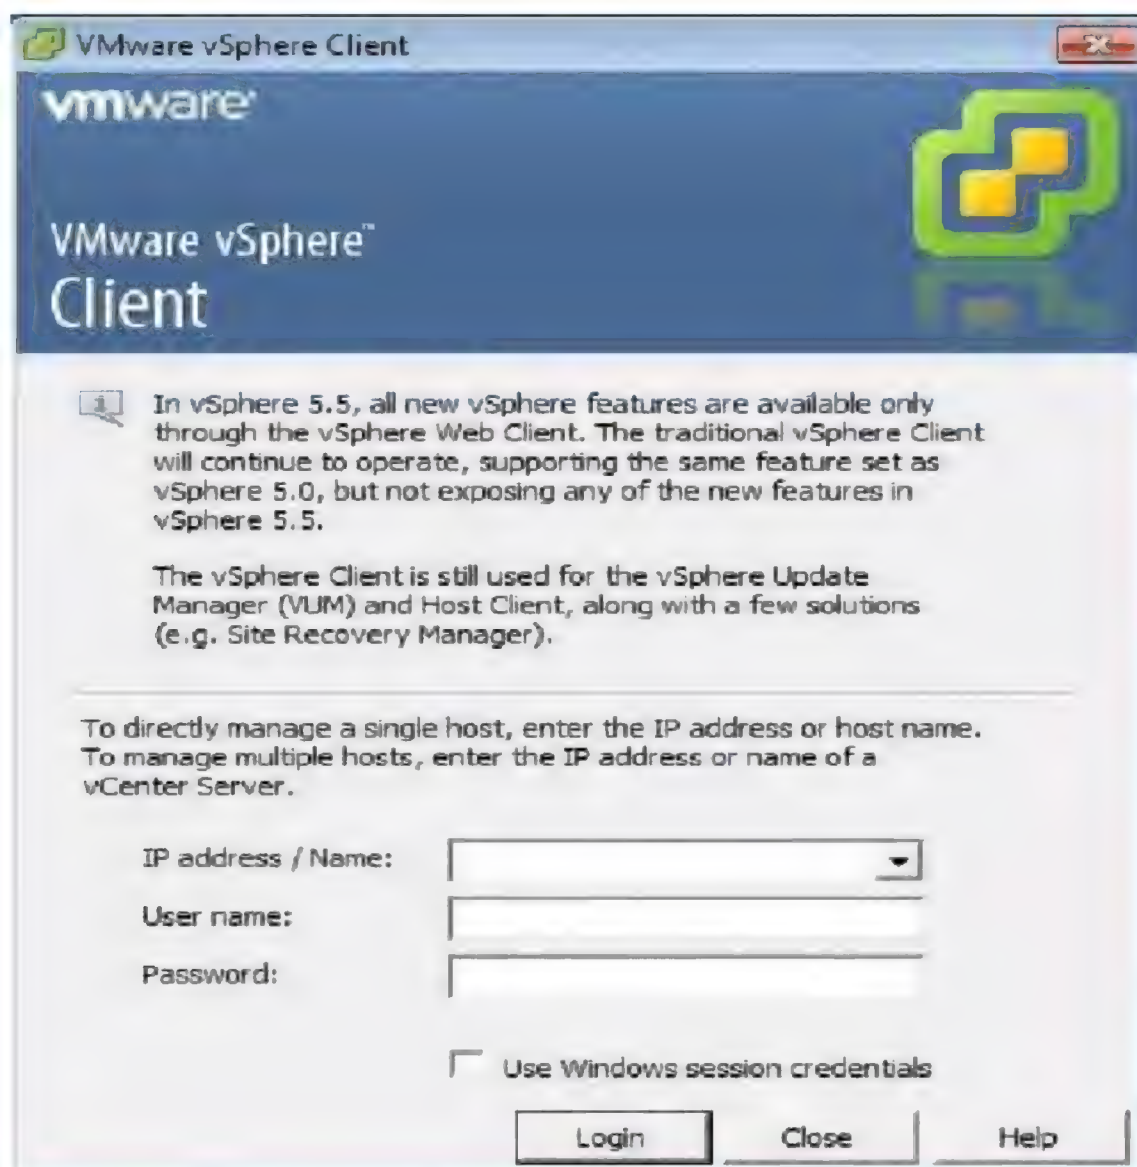 VMware vSphere Client
vmware
VMware vSphere™
Client
In vSphere 5.5, all new vSphere features are available only
through the vSphere Web Client. The traditional vSphere Client
will continue to operate, supporting the same feature set as
vSphere 5.0, but not exposing any of the new features in
vSphere 5.5.
The vSphere Client is still used for the vSphere Update
Manager (VUM) and Host Client, along with a few solutions
(e.g. Site Recovery Manager).
To directly manage a single host, enter the IP address or host name.
To manage multiple hosts, enter the IP address or name of a
vCenter Server.
IP address / Name:
User name:
Password:
Use Windows session credentials
Login Close Help